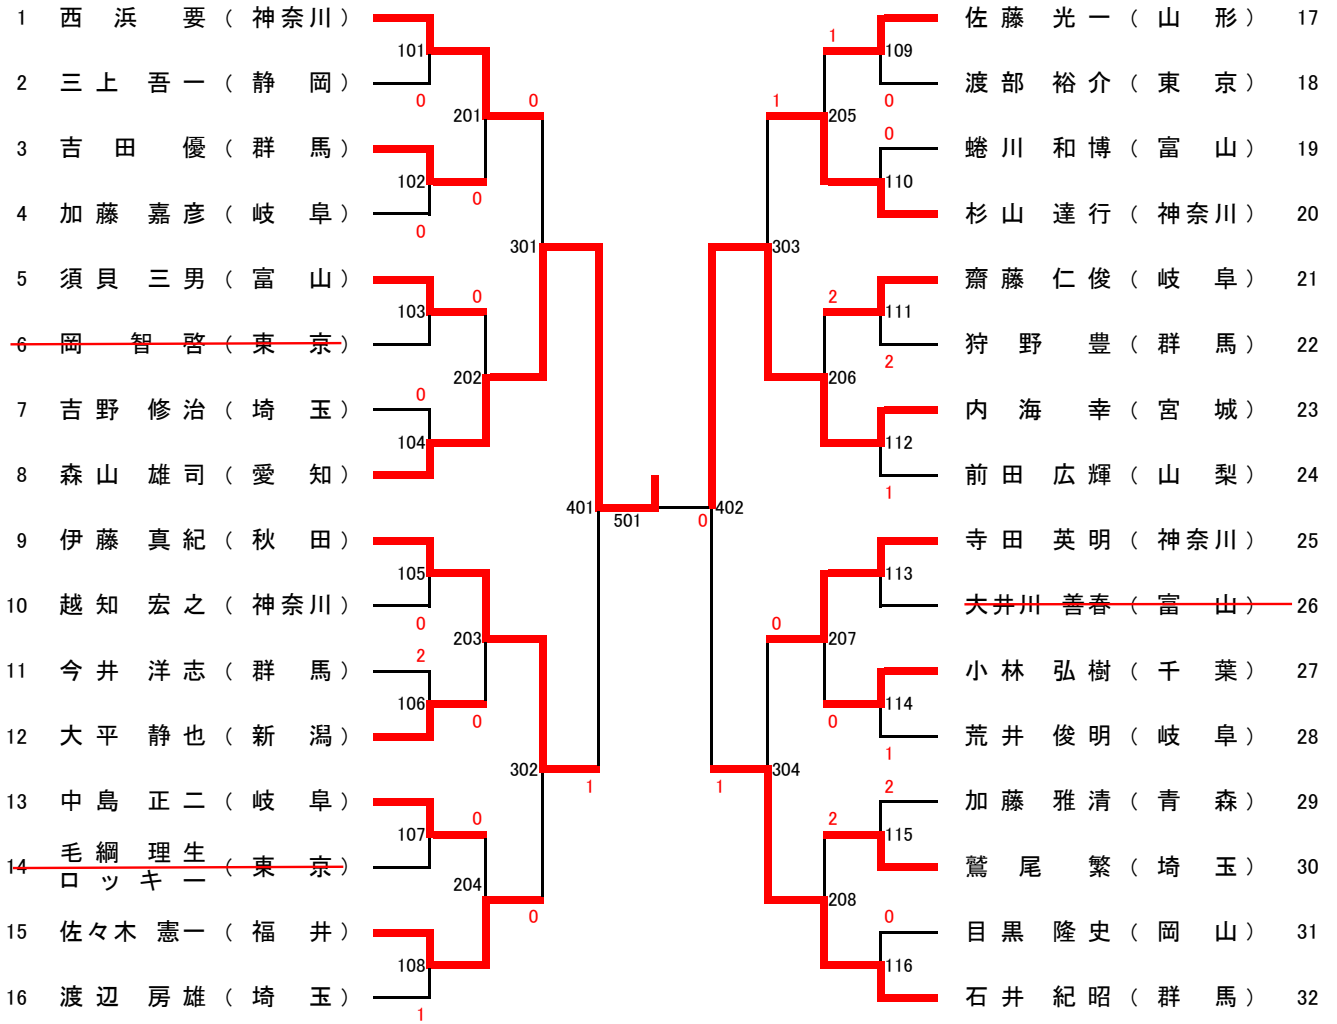 1 西浜 要 ( 神奈川 )
2 三上 吾一 ( 静岡 )
3 吉田 優 ( 群馬 )
4 加藤 嘉彦 ( 岐阜 )
5 須貝 三男 ( 富山 )
6 岡 智啓 ( 東京 )
7 吉野 修治 ( 埼玉 )
8 森山 雄司 ( 愛知 )
9 伊藤 真紀 ( 秋田 )
10 越知 宏之 ( 神奈川 )
11 今井 洋志 ( 群馬 )
12 大平 静也 ( 新潟 )
13 中島 正二 ( 岐阜 )
14 毛綱 理生 ( 東京 )
ロッキー
15 佐々木 憲一 ( 福井 )
16 渡辺 房雄 ( 埼玉 )
101
0
102
0
103
0
104
105
0
2
106
107
108
1
201
0
0
202
203
0
0
204
301
0
302
0
401
1
501
0
402
1
303
1
304
0
205
1
206
2
207
0
208
2
109
0
0
110
111
2
112
1
113
114
1
2
115
0
116
佐藤 光一 ( 山形 ) 17
渡部 裕介 ( 東京 ) 18
蜷川 和博 ( 富山 ) 19
杉山 達行 ( 神奈川 ) 20
齋藤 仁俊 ( 岐阜 ) 21
狩野 豊 ( 群馬 ) 22
内海 幸 ( 宮城 ) 23
前田 広輝 ( 山梨 ) 24
寺田 英明 ( 神奈川 ) 25
大井川 善春 ( 富山 ) 26
小林 弘樹 ( 千葉 ) 27
荒井 俊明 ( 岐阜 ) 28
加藤 雅清 ( 青森 ) 29
鷲尾 繁 ( 埼玉 ) 30
目黒 隆史 ( 岡山 ) 31
石井 紀昭 ( 群馬 ) 32